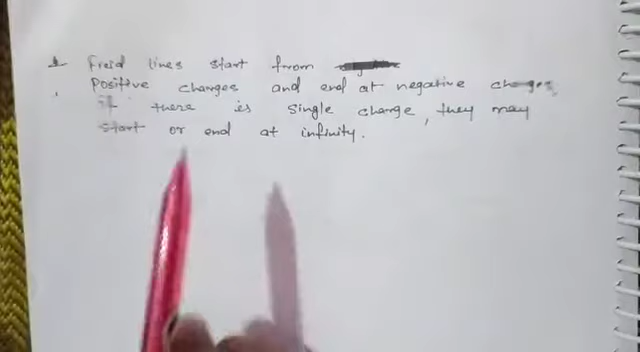 Field lines start from
Positive charges and end at negative charges.
if there is single charge, they may
start or end at infinity.